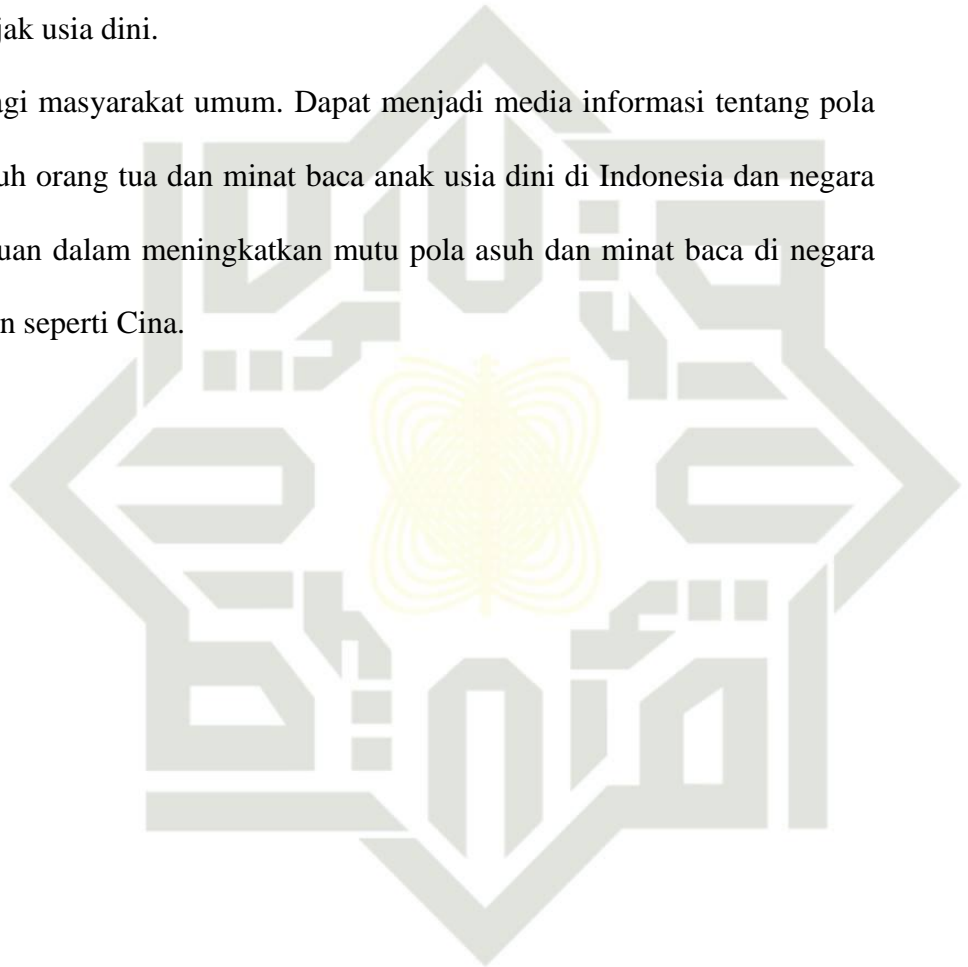 jak usia dini.
agi masyarakat umum. Dapat menjadi media informasi tentang pola
uh orang tua dan minat baca anak usia dini di Indonesia dan negara
uan dalam meningkatkan mutu pola asuh dan minat baca di negara
n seperti Cina.